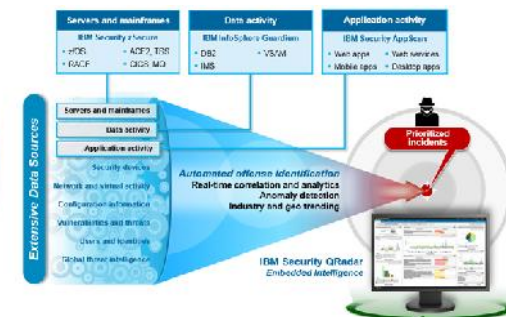 Servers and mainframes
IBM Security zSecure
• z/OS
• ACF2, TSS
• RACF
• CICS, MQ
Data activity
IBM InfoSphere Guardium
• DB2
• VSAM
• IMS
Application activity
IBM Security AppScan
• Web apps
• Web services
• Mobile apps
• Desktop apps
Extensive Data Sources
Servers and mainframes
Data activity
Application activity
Security devices
Network and virtual activity
Configuration information
Vulnerabilities and threats
Users and identities
Global threat intelligence
Automated offense identification
Real-time correlation and analytics
Anomaly detection
Industry and geo trending
Prioritized
incidents
IBM Security QRadar
Embedded Intelligence